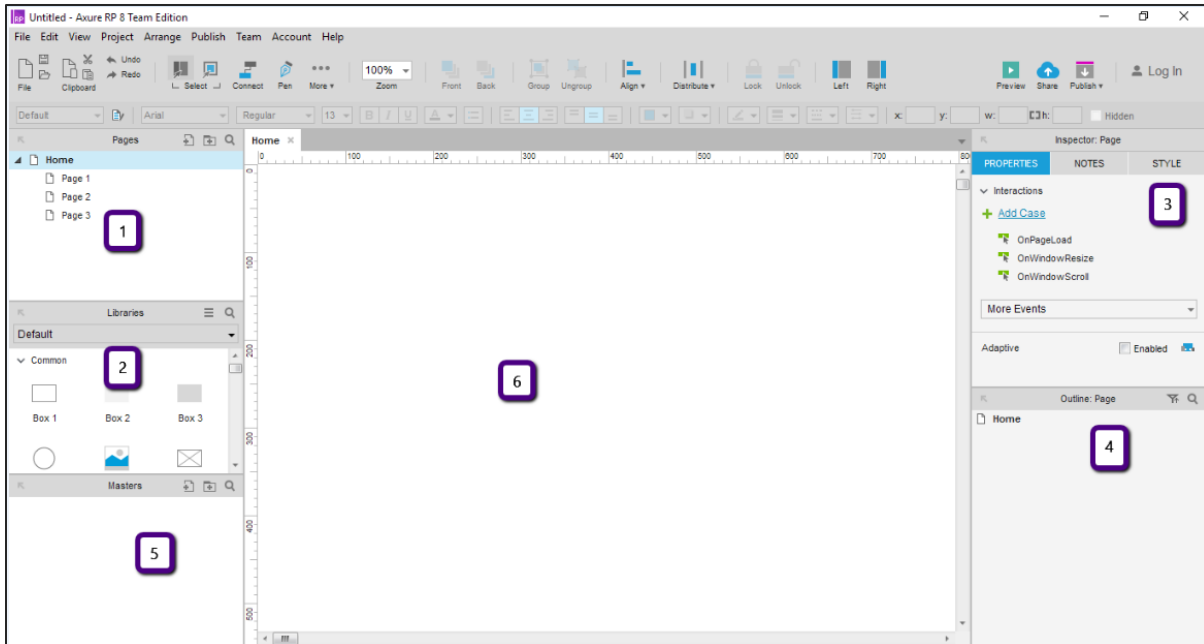 RP Untitled - Axure RP 8 Team Edition
File Edit View Project Arrange Publish Team Account Help
Undo
Redo
File Clipboard Select Connect Pen More 100% Zoom Front Back Group Ungroup Align Distribute Lock Unlock Left Right Preview Share Publish Log In
Default Arial Regular 13 B I U A x: y: w: h: Hidden
Pages
Home
Page 1
Page 2
Page 3
1
Libraries
Default
Common
2
Box 1 Box 2 Box 3
Masters
5
Home
0 100 200 300 400 500 600 700 80
0
100
200
300
400
500
6
Inspector: Page
PROPERTIES NOTES STYLE
3
Interactions
Add Case
OnPageLoad
OnWindowResize
OnWindowScroll
More Events
Adaptive Enabled
Outline: Page
Home
4